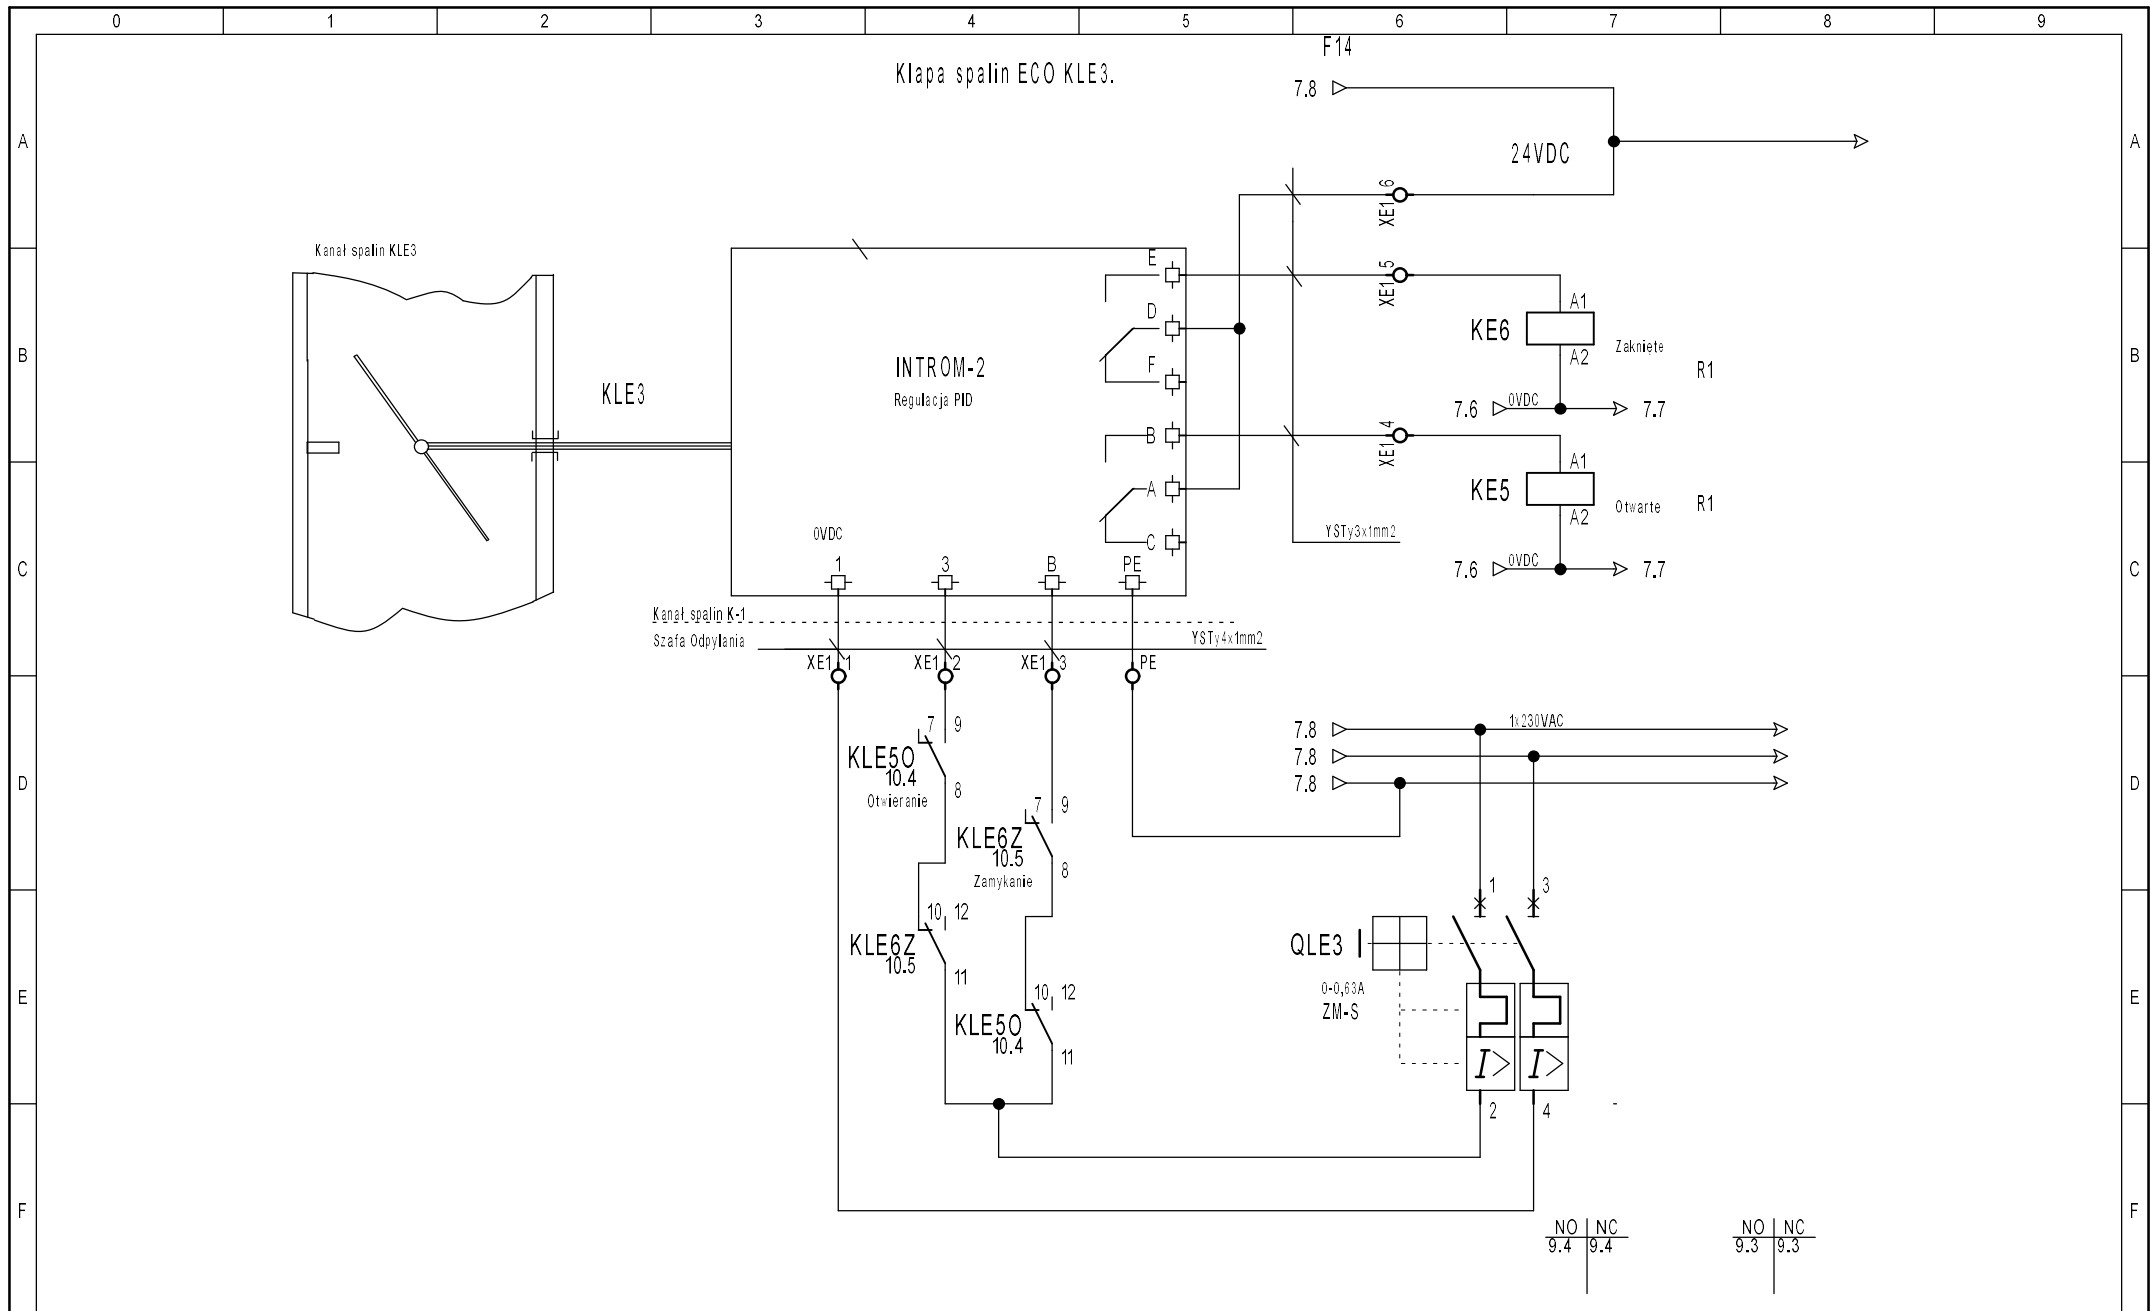 0 1 2 3 4 5 6 7 8 9
F14
Klapa spalin ECO KLE3.
7.8
A A
24VDC
XE1 6
Kanał spalin KLE3
E
XE1 5
D
A1
KE6
Zaknięte
A2
B B
INTROM-2
F
R1
KLE3
Regulacja PID
7.6 0VDC 7.7
B
XE1 4
A1
KE5
A
Otwarte R1
A2
0VDC
YSTy3x1mm2
C
1 3 B PE
7.6 0VDC 7.7
C C
Kanał spalin K-1
Szafa Odpylania
YSTy4x1mm2
XE1 1 XE1 2 XE1 3 PE
7 9
7.8 1x230VAC
KLE5O
10.4
7.8
D D
8
7.8
Otwieranie
7 9
KLE6Z
10.5
8
Zamykanie
1 3
10 12
KLE6Z
10.5
QLE3
11
0-0,63A
E E
10 12
ZM-S
KLE5O
10.4
11
I> I>
2 4 -
F F
NO NC NO NC
9.4 9.4 9.3 9.3